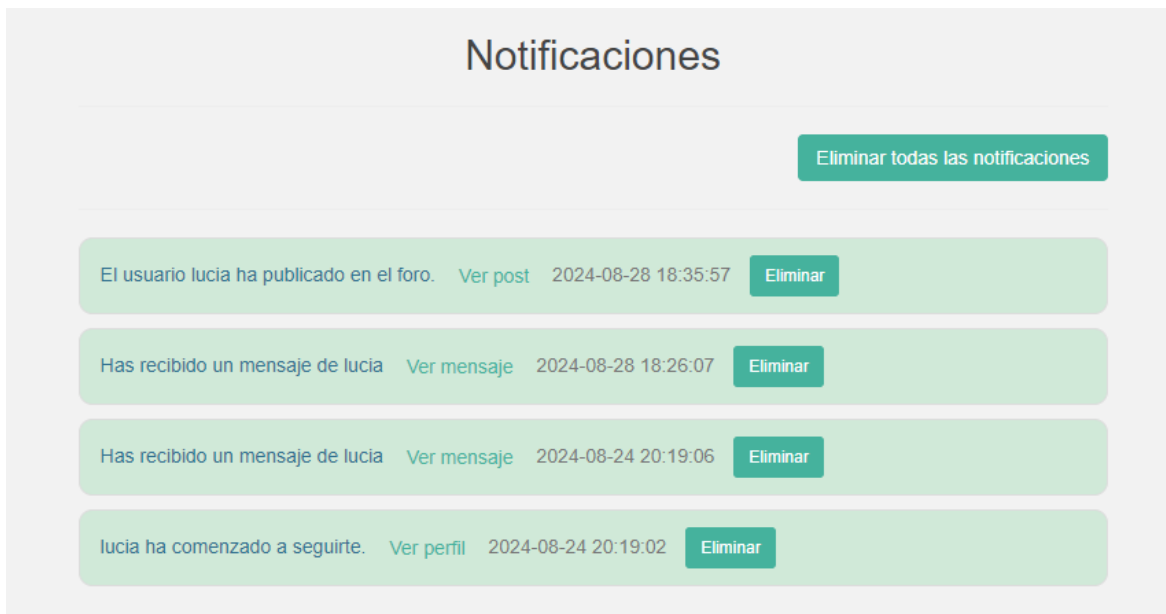 Notificaciones
Eliminar todas las notificaciones
El usuario lucia ha publicado en el foro. Ver post 2024-08-28 18:35:57 Eliminar
Has recibido un mensaje de lucia Ver mensaje 2024-08-28 18:26:07 Eliminar
Has recibido un mensaje de lucia Ver mensaje 2024-08-24 20:19:06 Eliminar
lucia ha comenzado a seguirte. Ver perfil 2024-08-24 20:19:02 Eliminar